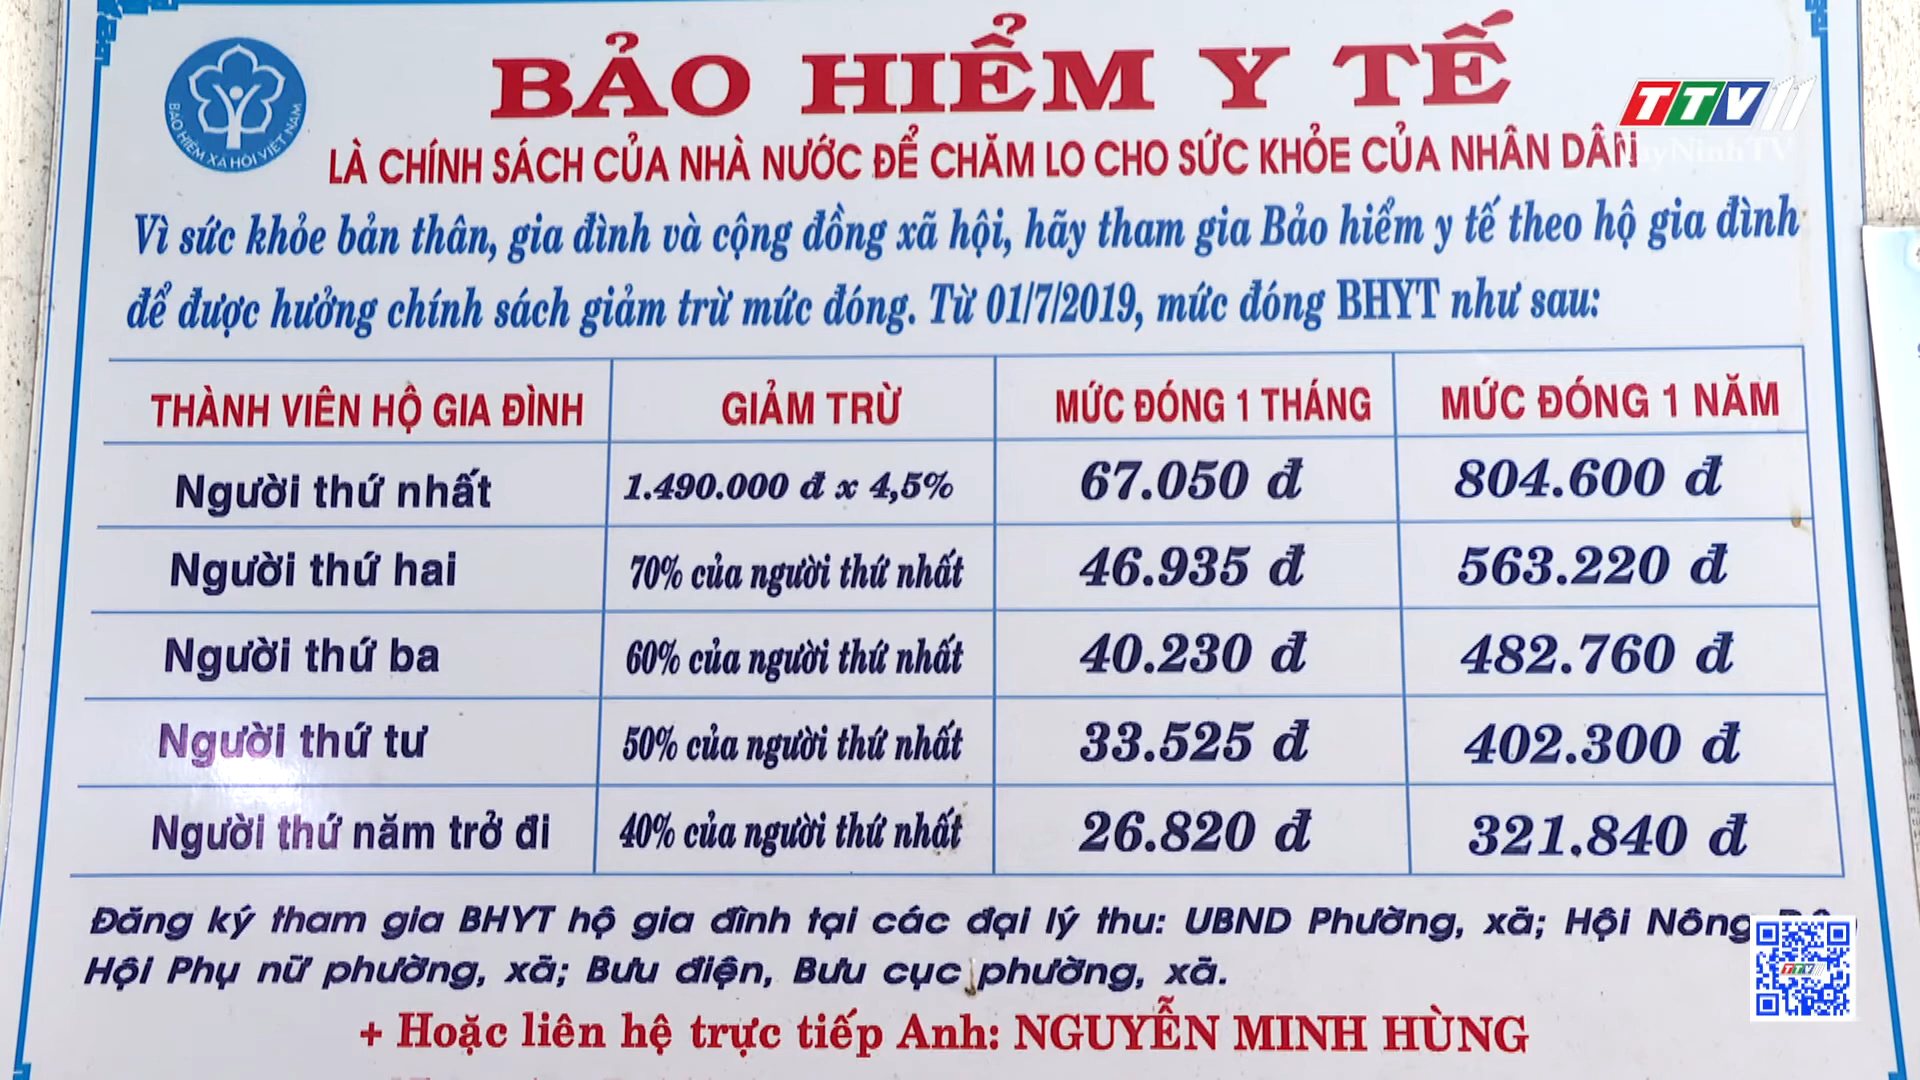 BẢO HIỂM Y TẾ
BẢO HIỂM XÃ HỘI VIỆT NAM
TTV11
TayNinhTV
LÀ CHÍNH SÁCH CỦA NHÀ NƯỚC ĐỂ CHĂM LO CHO SỨC KHỎE CỦA NHÂN DÂN
Vì sức khỏe bản thân, gia đình và cộng đồng xã hội, hãy tham gia Bảo hiểm y tế theo hộ gia đình
để được hưởng chính sách giảm trừ mức đóng. Từ 01/7/2019, mức đóng BHYT như sau:
THÀNH VIÊN HỘ GIA ĐÌNH GIẢM TRỪ MỨC ĐÓNG 1 THÁNG MỨC ĐÓNG 1 NĂM
Người thứ nhất 1.490.000 đ x 4,5% 67.050 đ 804.600 đ
Người thứ hai 70% của người thứ nhất 46.935 đ 563.220 đ
Người thứ ba 60% của người thứ nhất 40.230 đ 482.760 đ
Người thứ tư 50% của người thứ nhất 33.525 đ 402.300 đ
Người thứ năm trở đi 40% của người thứ nhất 26.820 đ 321.840 đ
Đăng ký tham gia BHYT hộ gia đình tại các đại lý thu: UBND Phường, xã; Hội Nông
Hội Phụ nữ phường, xã; Bưu điện, Bưu cục phường, xã.
TTV11
+ Hoặc liên hệ trực tiếp Anh: NGUYỄN MINH HÙNG